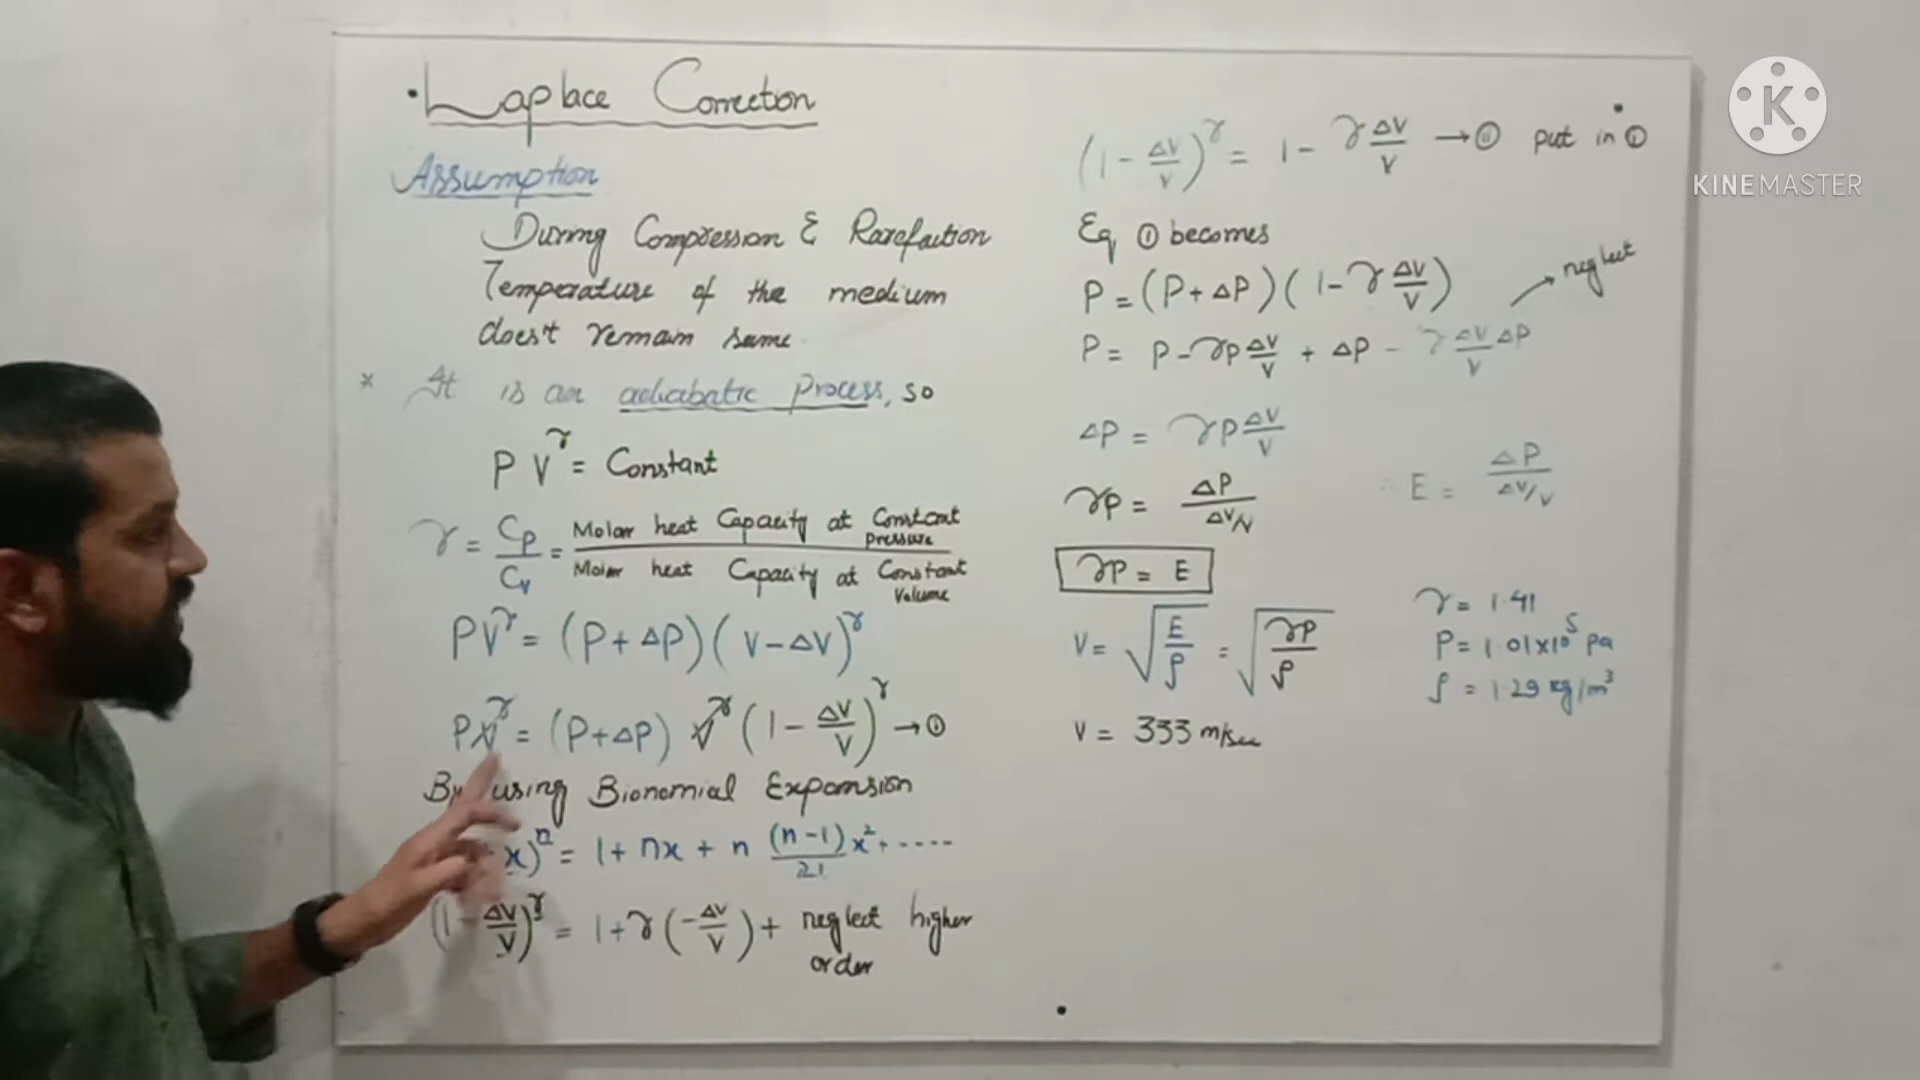 • Laplace Correction
Assumption
During Compression & Rarefaction
Temperature of the medium
does't remain same.
* It is an adiabatic process, so
P V^γ = Constant
γ = Cp/Cv = Molar heat Capacity at Constant pressure / Molar heat Capacity at Constant Volume
PV^γ = (P+ΔP)(V-ΔV)^γ
PV^γ = (P+ΔP) V^γ (1 - ΔV/V)^γ → ①
By using Bionomial Expansion
x)^n = 1 + nx + n (n-1)/2! x² + ----
(1 - ΔV/V)^γ = 1+γ(-ΔV/V) + neglect higher
order
(1 - ΔV/V)^γ = 1 - γ ΔV/V → ⑪ put in ①
Eq ① becomes
P = (P+ΔP)(1-γ ΔV/V)
neglect
P = P - γP ΔV/V + ΔP - γ ΔV/V ΔP
ΔP = γP ΔV/V
γP = ΔP / ΔV/V
∴ E = ΔP / ΔV/V
γP = E
V = √E/ρ = √γP/ρ
γ = 1.41
P = 1.01x10^5 pa
ρ = 1.29 kg/m³
V = 333 m/sec
K
KINEMASTER